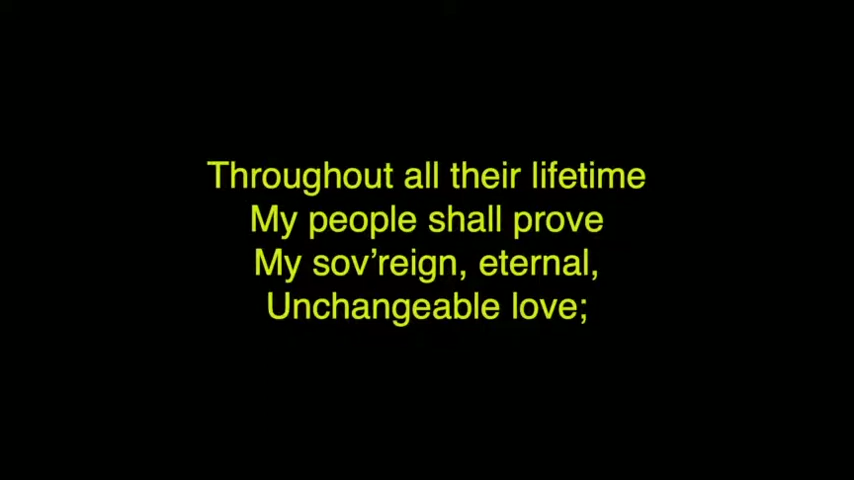 Throughout all their lifetime
My people shall prove
My sov’reign, eternal,
Unchangeable love;